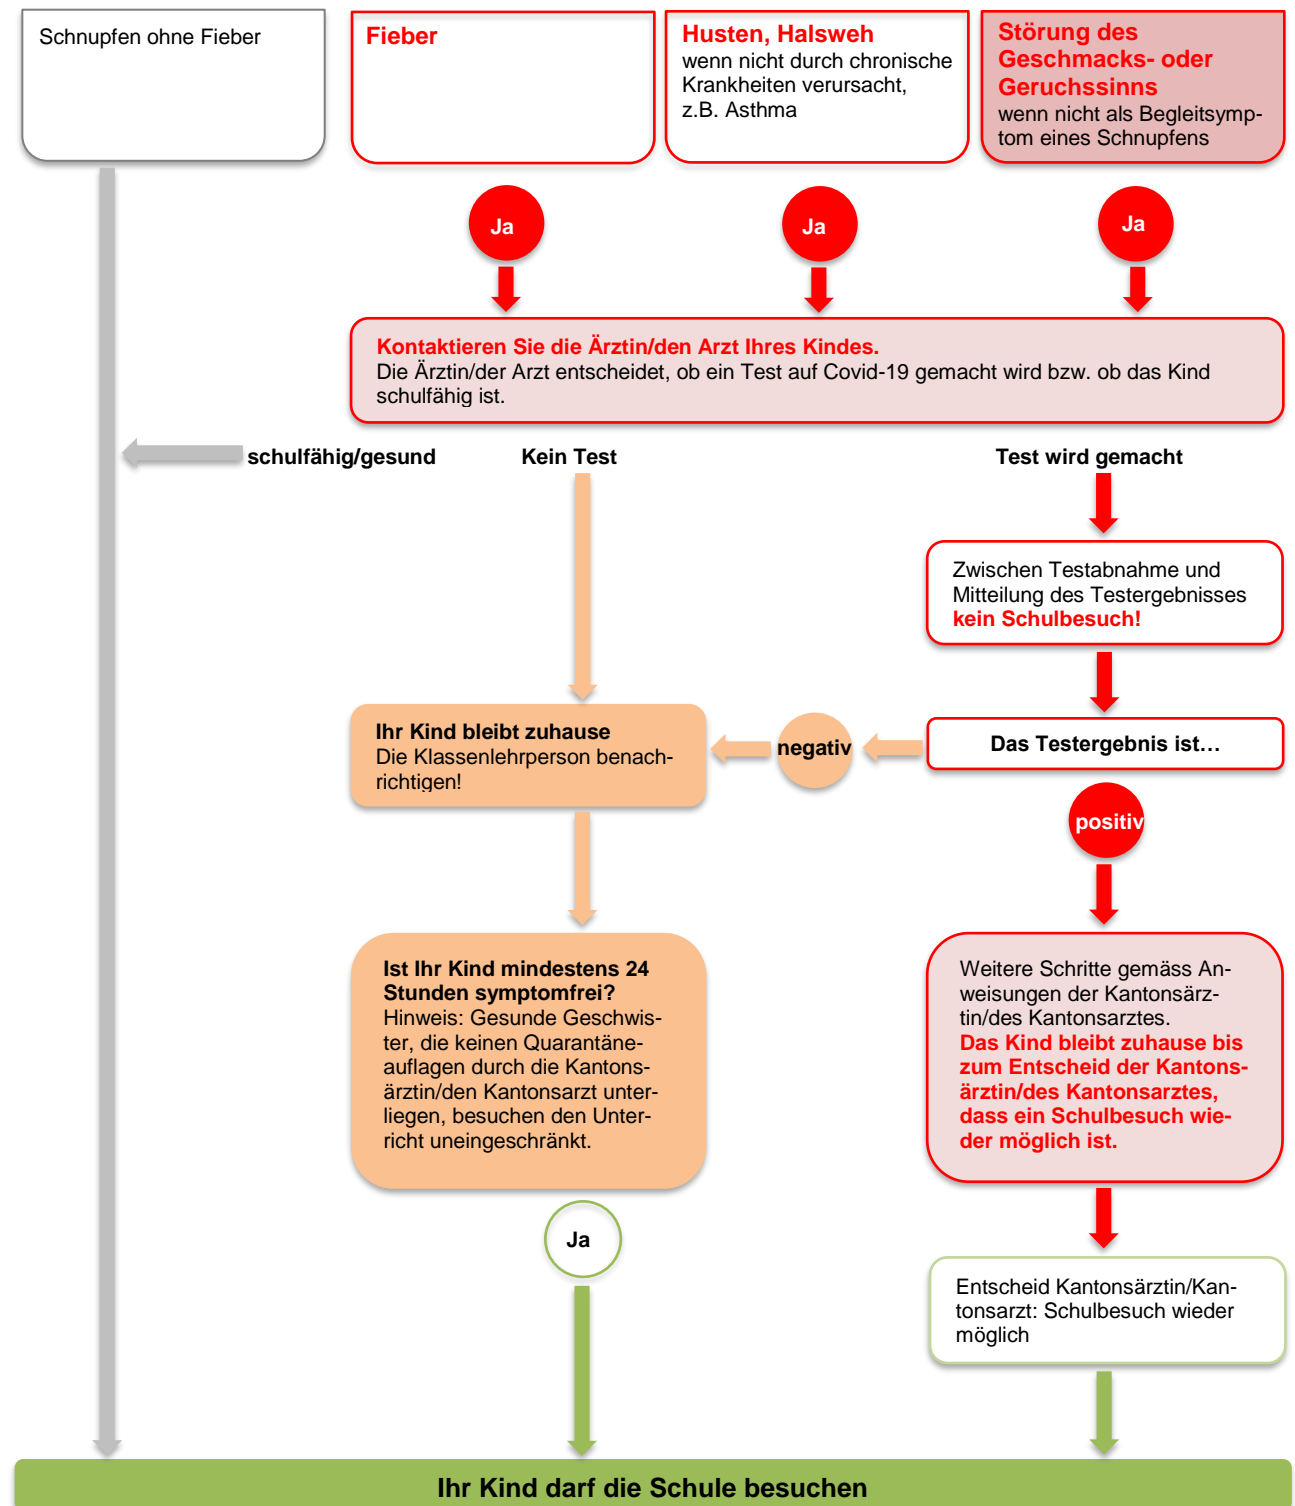 Schnupfen ohne Fieber
Fieber
Husten, Halsweh
wenn nicht durch chronische
Krankheiten verursacht,
z.B. Asthma
Störung des
Geschmacks- oder
Geruchssinns
wenn nicht als Begleitsymp-
tom eines Schnupfens
Ja
Ja
Ja
Kontaktieren Sie die Ärztin/den Arzt Ihres Kindes.
Die Ärztin/der Arzt entscheidet, ob ein Test auf Covid-19 gemacht wird bzw. ob das Kind
schulfähig ist.
schulfähig/gesund
Kein Test
Test wird gemacht
Zwischen Testabnahme und
Mitteilung des Testergebnisses
kein Schulbesuch!
Ihr Kind bleibt zuhause
Die Klassenlehrperson benach-
richtigen!
negativ
Das Testergebnis ist…
positiv
Ist Ihr Kind mindestens 24
Stunden symptomfrei?
Hinweis: Gesunde Geschwis-
ter, die keinen Quarantäne-
auflagen durch die Kantons-
ärztin/den Kantonsarzt unter-
liegen, besuchen den Unter-
richt uneingeschränkt.
Weitere Schritte gemäss An-
weisungen der Kantonsärz-
tin/des Kantonsarztes.
Das Kind bleibt zuhause bis
zum Entscheid der Kantons-
ärztin/des Kantonsarztes,
dass ein Schulbesuch wie-
der möglich ist.
Ja
Entscheid Kantonsärztin/Kan-
tonsarzt: Schulbesuch wieder
möglich
Ihr Kind darf die Schule besuchen